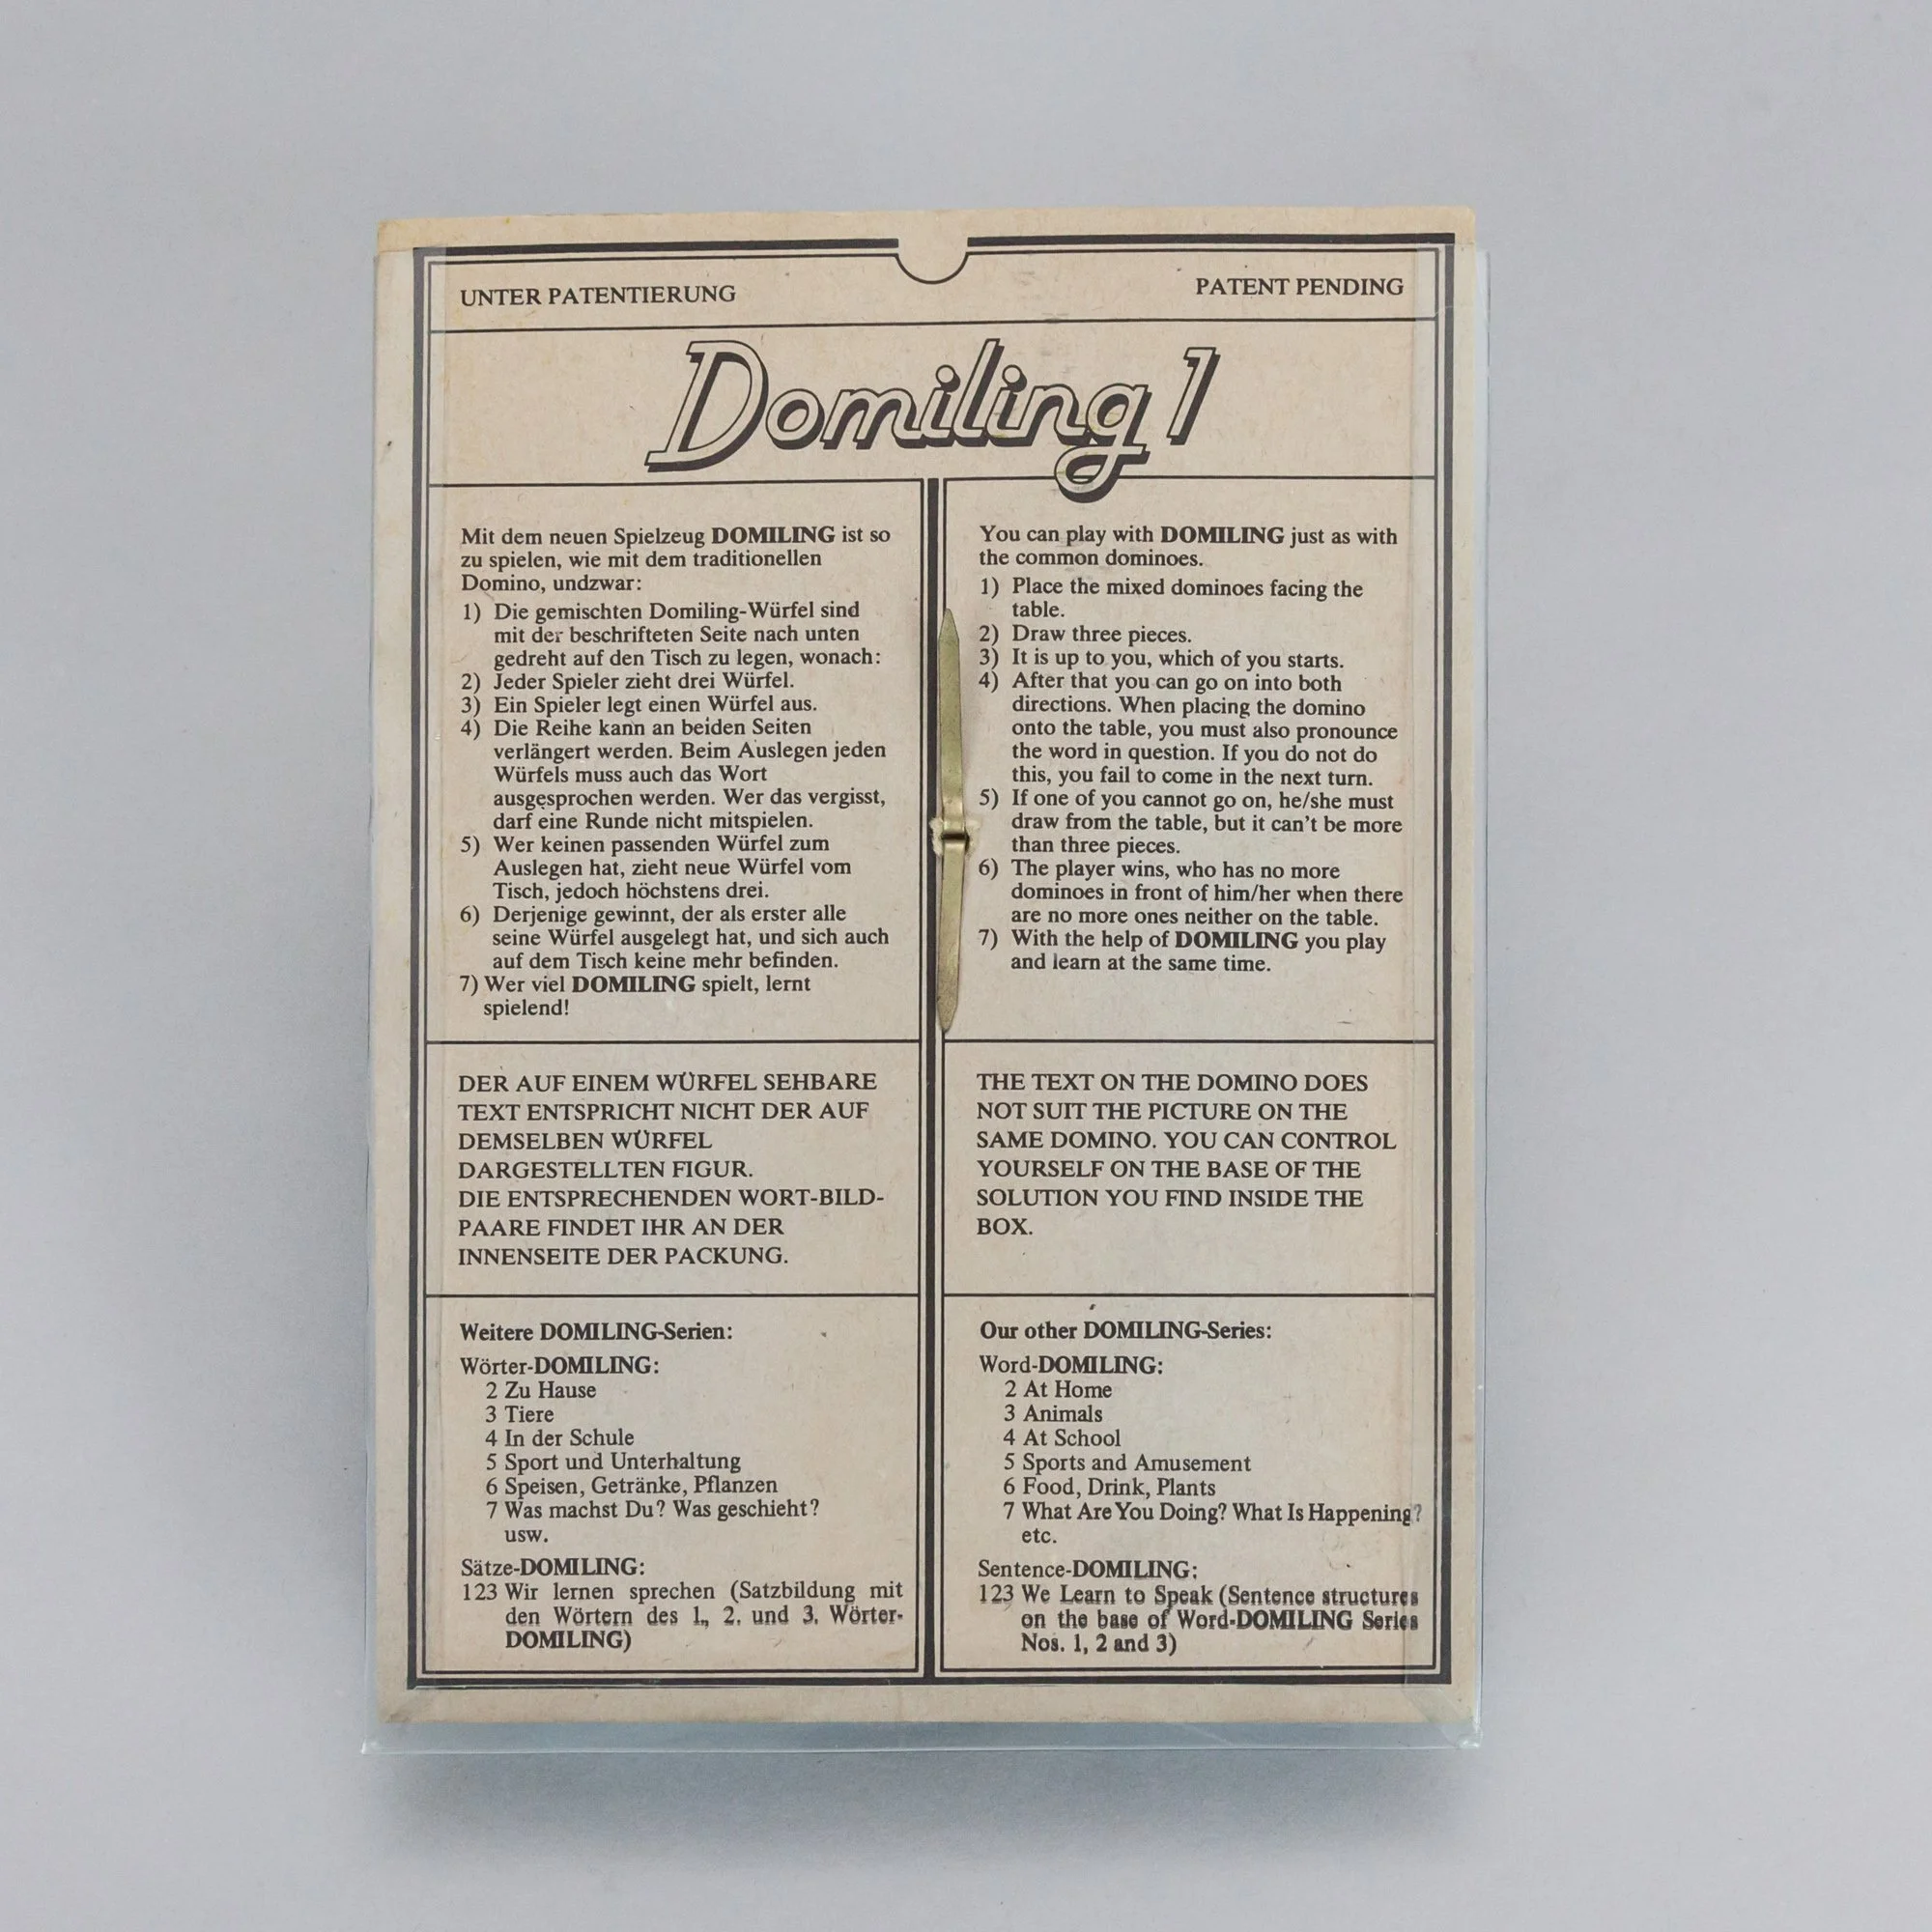 UNTER PATENTIERUNG
PATENT PENDING
Domiling 1
Mit dem neuen Spielzeug DOMILING ist so
zu spielen, wie mit dem traditionellen
Domino, undzwar:
1) Die gemischten Domiling-Würfel sind
mit der beschrifteten Seite nach unten
gedreht auf den Tisch zu legen, wonach:
2) Jeder Spieler zieht drei Würfel.
3) Ein Spieler legt einen Würfel aus.
4) Die Reihe kann an beiden Seiten
verlängert werden. Beim Auslegen jeden
Würfels muss auch das Wort
ausgesprochen werden. Wer das vergisst,
darf eine Runde nicht mitspielen.
5) Wer keinen passenden Würfel zum
Auslegen hat, zieht neue Würfel vom
Tisch, jedoch höchstens drei.
6) Derjenige gewinnt, der als erster alle
seine Würfel ausgelegt hat, und sich auch
auf dem Tisch keine mehr befinden.
7) Wer viel DOMILING spielt, lernt
spielend!
DER AUF EINEM WÜRFEL SEHBARE
TEXT ENTSPRICHT NICHT DER AUF
DEMSELBEN WÜRFEL
DARGESTELLTEN FIGUR.
DIE ENTSPRECHENDEN WORT-BILD-
PAARE FINDET IHR AN DER
INNENSEITE DER PACKUNG.
Weitere DOMILING-Serien:
Wörter-DOMILING:
2 Zu Hause
3 Tiere
4 In der Schule
5 Sport und Unterhaltung
6 Speisen, Getränke, Pflanzen
7 Was machst Du? Was geschieht?
usw.
Sätze-DOMILING:
123 Wir lernen sprechen (Satzbildung mit
den Wörtern des 1., 2. und 3. Wörter-
DOMILING)
You can play with DOMILING just as with
the common dominoes.
1) Place the mixed dominoes facing the
table.
2) Draw three pieces.
3) It is up to you, which of you starts.
4) After that you can go on into both
directions. When placing the domino
onto the table, you must also pronounce
the word in question. If you do not do
this, you fail to come in the next turn.
5) If one of you cannot go on, he/she must
draw from the table, but it can't be more
than three pieces.
6) The player wins, who has no more
dominoes in front of him/her when there
are no more ones neither on the table.
7) With the help of DOMILING you play
and learn at the same time.
THE TEXT ON THE DOMINO DOES
NOT SUIT THE PICTURE ON THE
SAME DOMINO. YOU CAN CONTROL
YOURSELF ON THE BASE OF THE
SOLUTION YOU FIND INSIDE THE
BOX.
Our other DOMILING-Series:
Word-DOMILING:
2 At Home
3 Animals
4 At School
5 Sports and Amusement
6 Food, Drink, Plants
7 What Are You Doing? What Is Happening?
etc.
Sentence-DOMILING:
123 We Learn to Speak (Sentence structures
on the base of Word-DOMILING Series
Nos. 1, 2 and 3)